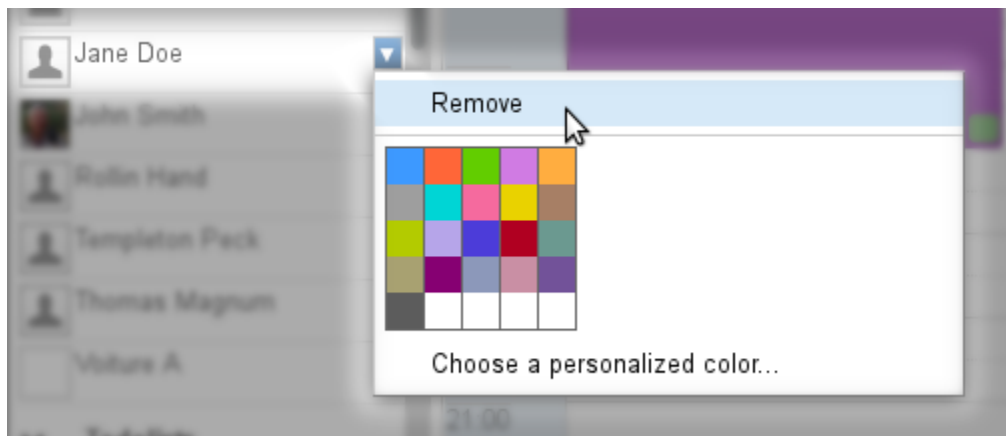 Jane Doe
Remove
John Smith
Rollin Hand
Templeton Peck
Thomas Magnum
Choose a personalized color...
Voiture A
21:00